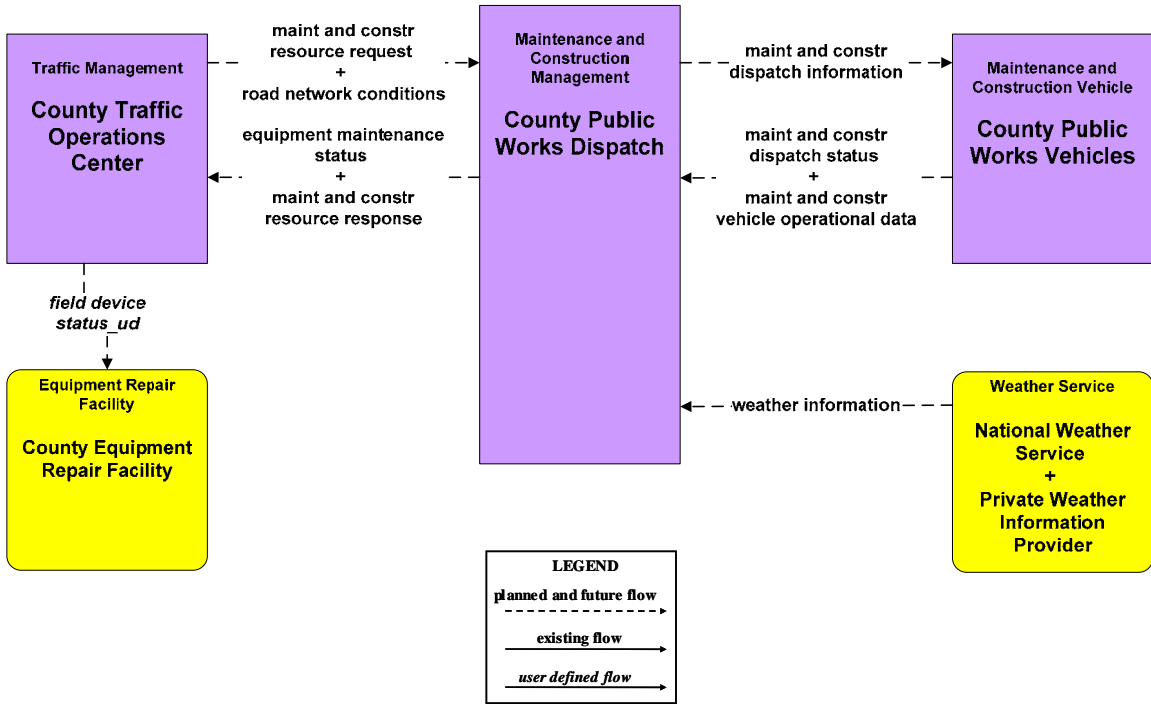 Traffic Management
County Traffic
Operations
Center
maint and constr
resource request
+
road network conditions
equipment maintenance
status
+
maint and constr
resource response
Maintenance and
Construction
Management
County Public
Works Dispatch
maint and constr
dispatch information
maint and constr
dispatch status
+
maint and constr
vehicle operational data
Maintenance and
Construction Vehicle
County Public
Works Vehicles
field device
status_ud
Equipment Repair
Facility
County Equipment
Repair Facility
weather information
Weather Service
National Weather
Service
+
Private Weather
Information
Provider
LEGEND
planned and future flow
existing flow
user defined flow